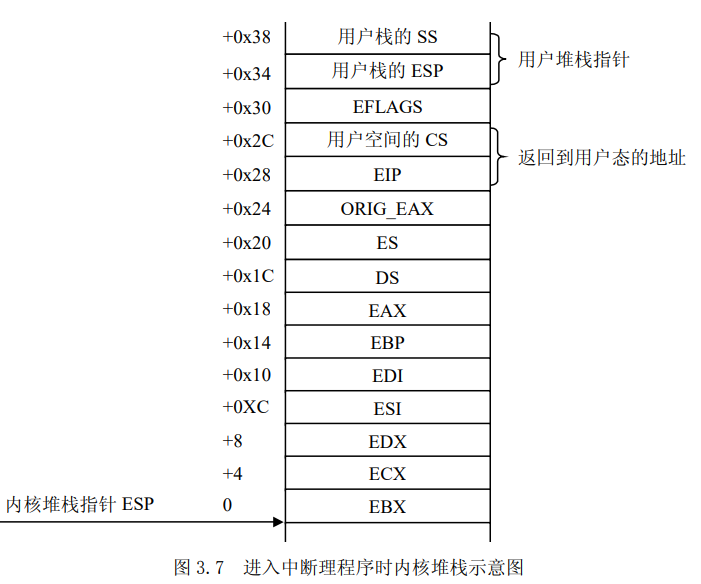 +0x38 用户栈的 SS
用户堆栈指针
+0x34 用户栈的 ESP
+0x30 EFLAGS
+0x2C 用户空间的 CS
返回到用户态的地址
+0x28 EIP
+0x24 ORIG_EAX
+0x20 ES
+0x1C DS
+0x18 EAX
+0x14 EBP
+0x10 EDI
+0XC ESI
+8 EDX
+4 ECX
内核堆栈指针 ESP 0 EBX
图 3.7 进入中断理程序时内核堆栈示意图